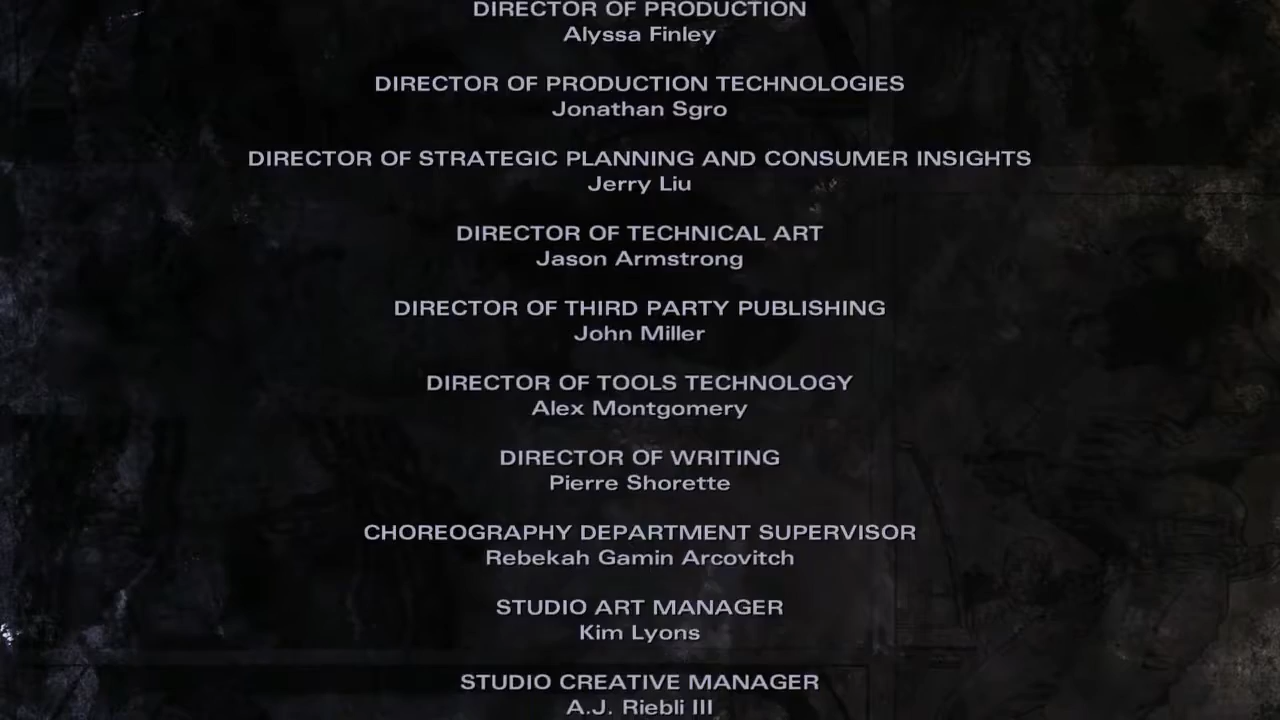 DIRECTOR OF PRODUCTION
Alyssa Finley
DIRECTOR OF PRODUCTION TECHNOLOGIES
Jonathan Sgro
DIRECTOR OF STRATEGIC PLANNING AND CONSUMER INSIGHTS
Jerry Liu
DIRECTOR OF TECHNICAL ART
Jason Armstrong
DIRECTOR OF THIRD PARTY PUBLISHING
John Miller
DIRECTOR OF TOOLS TECHNOLOGY
Alex Montgomery
DIRECTOR OF WRITING
Pierre Shorette
CHOREOGRAPHY DEPARTMENT SUPERVISOR
Rebekah Gamin Arcovitch
STUDIO ART MANAGER
Kim Lyons
STUDIO CREATIVE MANAGER
A.J. Riebli III